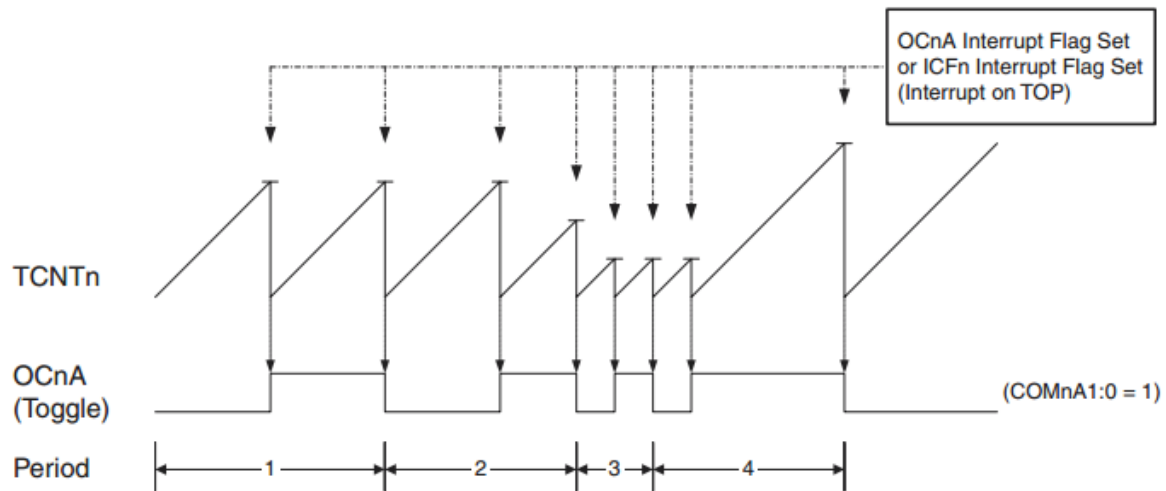 OCnA Interrupt Flag Set
or ICFn Interrupt Flag Set
(Interrupt on TOP)
TCNTn
OCnA
(Toggle)
(COMnA1:0 = 1)
Period
1
2
3
4